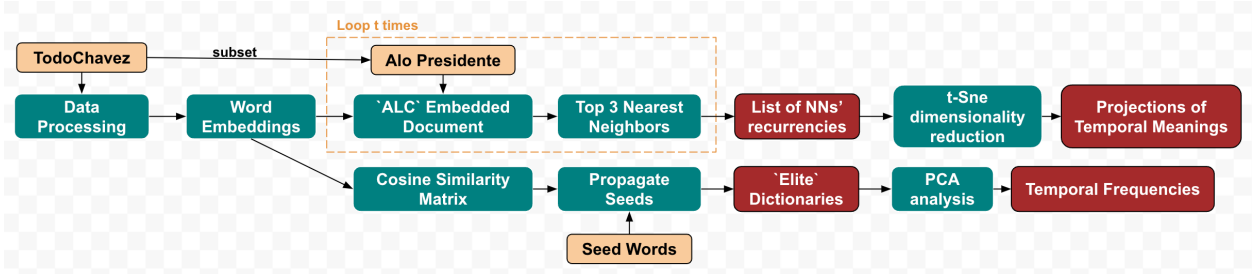 Loop t times
TodoChavez
subset
Alo Presidente
Data
Processing
Word
Embeddings
`ALC` Embedded
Document
Top 3 Nearest
Neighbors
List of NNs’
recurrencies
t-Sne
dimensionality
reduction
Projections of
Temporal Meanings
Cosine Similarity
Matrix
Propagate
Seeds
`Elite`
Dictionaries
PCA
analysis
Temporal Frequencies
Seed Words